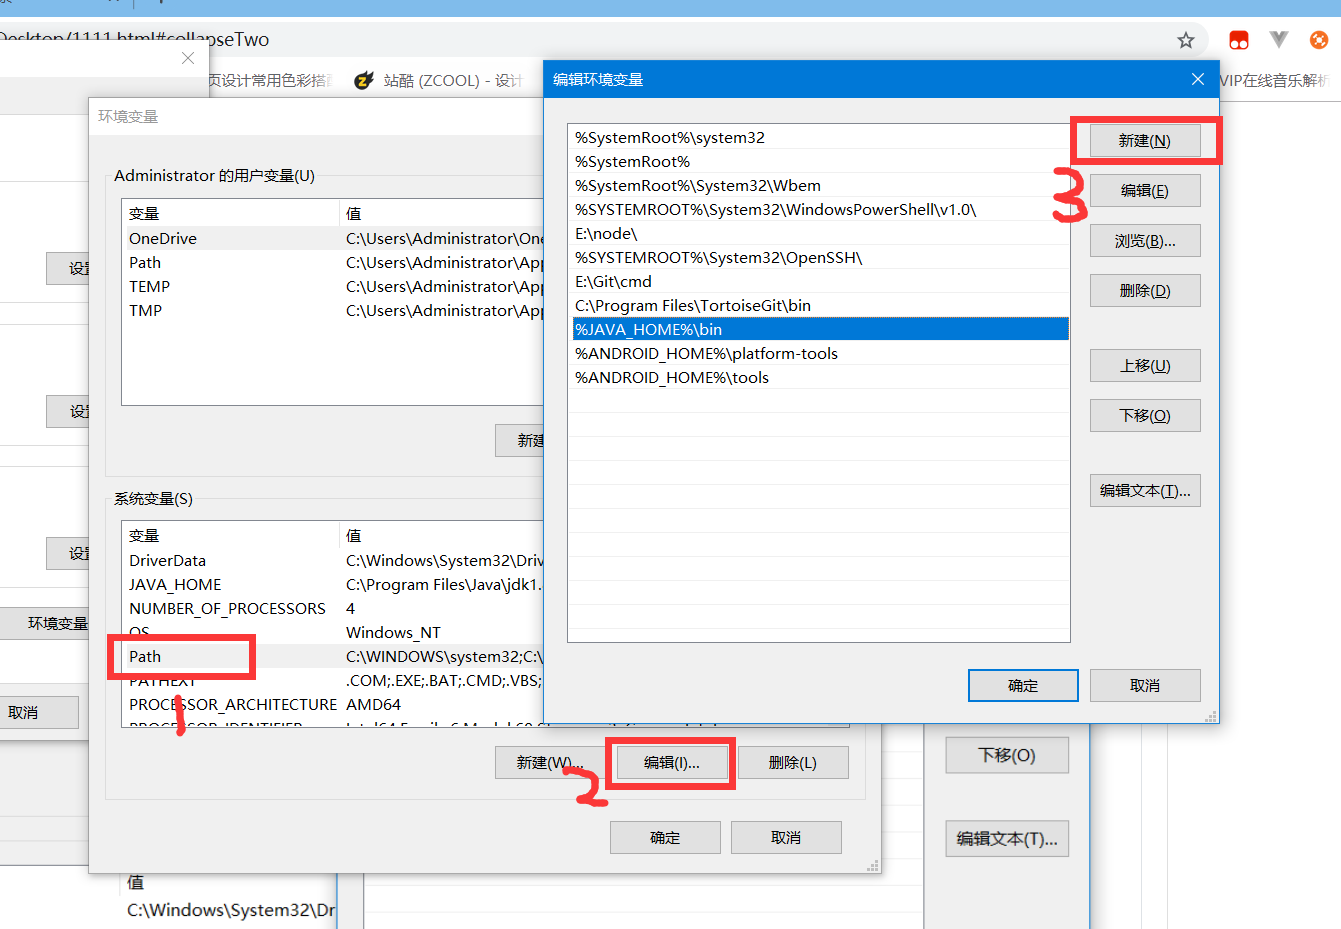 Desktop/1111.html#collapseTwo
页设计常用色彩搭配
站酷 (ZCOOL) - 设计
VIP在线音乐解析
环境变量
Administrator 的用户变量(U)
变量 值
OneDrive C:\Users\Administrator\One
Path C:\Users\Administrator\App
TEMP C:\Users\Administrator\App
TMP C:\Users\Administrator\App
新建
系统变量(S)
变量 值
DriverData C:\Windows\System32\Driv
JAVA_HOME C:\Program Files\Java\jdk1.
NUMBER_OF_PROCESSORS 4
OS Windows_NT
Path C:\WINDOWS\system32;C:\
PATHEXT .COM;.EXE;.BAT;.CMD;.VBS;
PROCESSOR_ARCHITECTURE AMD64
PROCESSOR_IDENTIFIER
1
新建(W)...
编辑(I)...
删除(L)
2
确定
取消
编辑环境变量
%SystemRoot%\system32
%SystemRoot%
%SystemRoot%\System32\Wbem
%SYSTEMROOT%\System32\WindowsPowerShell\v1.0\
E:\node\
%SYSTEMROOT%\System32\OpenSSH\
E:\Git\cmd
C:\Program Files\TortoiseGit\bin
%JAVA_HOME%\bin
%ANDROID_HOME%\platform-tools
%ANDROID_HOME%\tools
新建(N)
3
编辑(E)
浏览(B)...
删除(D)
上移(U)
下移(O)
编辑文本(T)...
确定
取消
设置
设置
设置
环境变量
取消
下移(O)
编辑文本(T)...
值
C:\Windows\System32\Dr